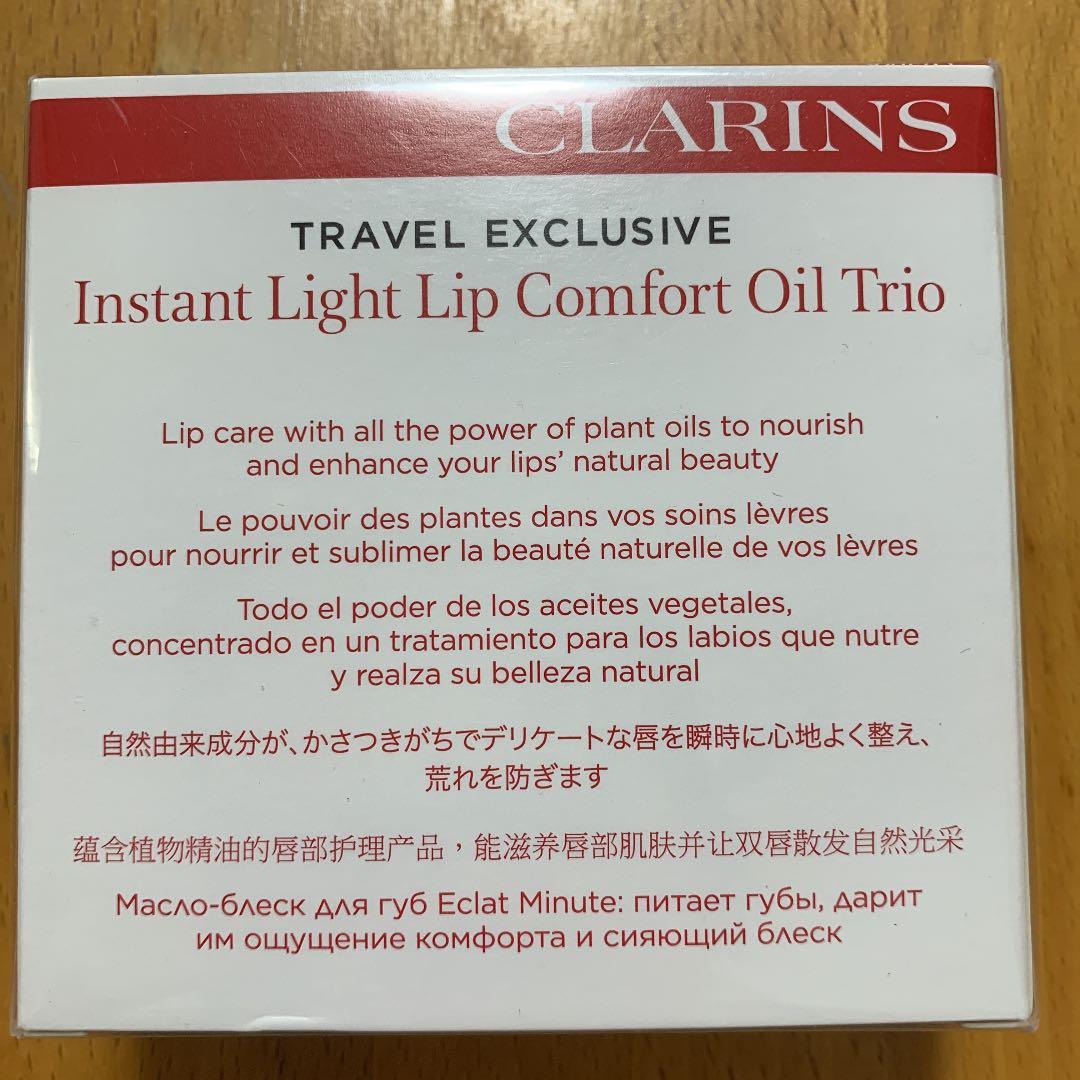 CLARINS
TRAVEL EXCLUSIVE
Instant Light Lip Comfort Oil Trio
Lip care with all the power of plant oils to nourish
and enhance your lips' natural beauty
Le pouvoir des plantes dans vos soins lèvres
pour nourrir et sublimer la beauté naturelle de vos lèvres
Todo el poder de los aceites vegetales,
concentrado en un tratamiento para los labios que nutre
y realza su belleza natural
自然由来成分が、かさつきがちでデリケートな唇を瞬時に心地よく整え、
荒れを防ぎます
蕴含植物精油的唇部护理产品，能滋养唇部肌肤并让双唇散发自然光采
Масло-блеск для губ Eclat Minute: питает губы, дарит
им ощущение комфорта и сияющий блеск